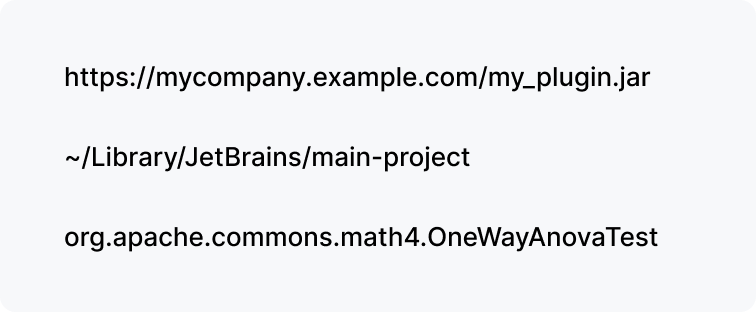 https://mycompany.example.com/my_plugin.jar
~/Library/JetBrains/main-project
org.apache.commons.math4.OneWayAnovaTest